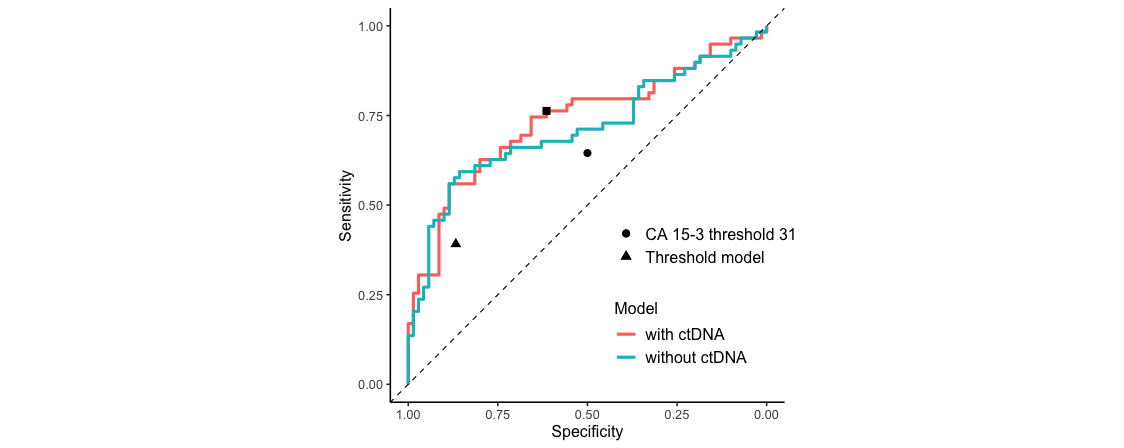 1.00
0.75
0.50
0.25
0.00
Sensitivity
CA 15-3 threshold 31
Threshold model
Model
with ctDNA
without ctDNA
1.00 0.75 0.50 0.25 0.00
Specificity